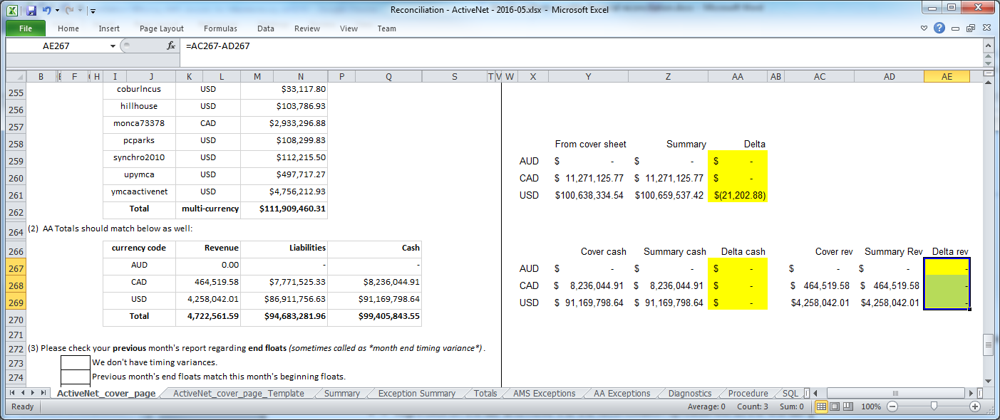 Reconciliation - ActiveNet - 2016-05.xlsx - Microsoft Excel
File Home Insert Page Layout Formulas Data Review View Team
AE267 fx =AC267-AD267
B E F H I J K L M N P Q S T V W X Y Z AA AB AC AD AE
255 coburlncus USD $33,117.80
256 hillhouse USD $103,786.93
257 monca73378 CAD $2,933,296.88
258 pcparks USD $108,299.83 From cover sheet Summary Delta
259 synchro2010 USD $112,215.50 AUD $ - $ - $ -
260 upymca USD $497,717.27 CAD $ 11,271,125.77 $ 11,271,125.77 $ -
261 ymcaactivenet USD $4,756,212.93 USD $100,638,334.54 $100,659,537.42 $(21,202.88)
262 Total multi-currency $111,909,460.31
264 (2) AA Totals should match below as well:
266 currency code Revenue Liabilities Cash Cover cash Summary cash Delta cash Cover rev Summary Rev Delta rev
267 AUD 0.00 - - AUD $ - $ - $ - $ - $ - -
268 CAD 464,519.58 $7,771,525.33 $8,236,044.91 CAD $ 8,236,044.91 $ 8,236,044.91 $ - $ 464,519.58 $ 464,519.58 -
269 USD 4,258,042.01 $86,911,756.63 $91,169,798.64 USD $ 91,169,798.64 $ 91,169,798.64 $ - $4,258,042.01 $4,258,042.01 -
270 Total 4,722,561.59 $94,683,281.96 $99,405,843.55
271
272 (3) Please check your previous month's report regarding end floats (sometimes called as *month end timing variance*) .
273 We don't have timing variances.
274 Previous month's end floats match this month's beginning floats.
ActiveNet_cover_page ActiveNet_cover_page_Template Summary Exception Summary Totals AMS Exceptions AA Exceptions Diagnostics Procedure SQL
Ready Average: 0 Count: 3 Sum: 0 100%